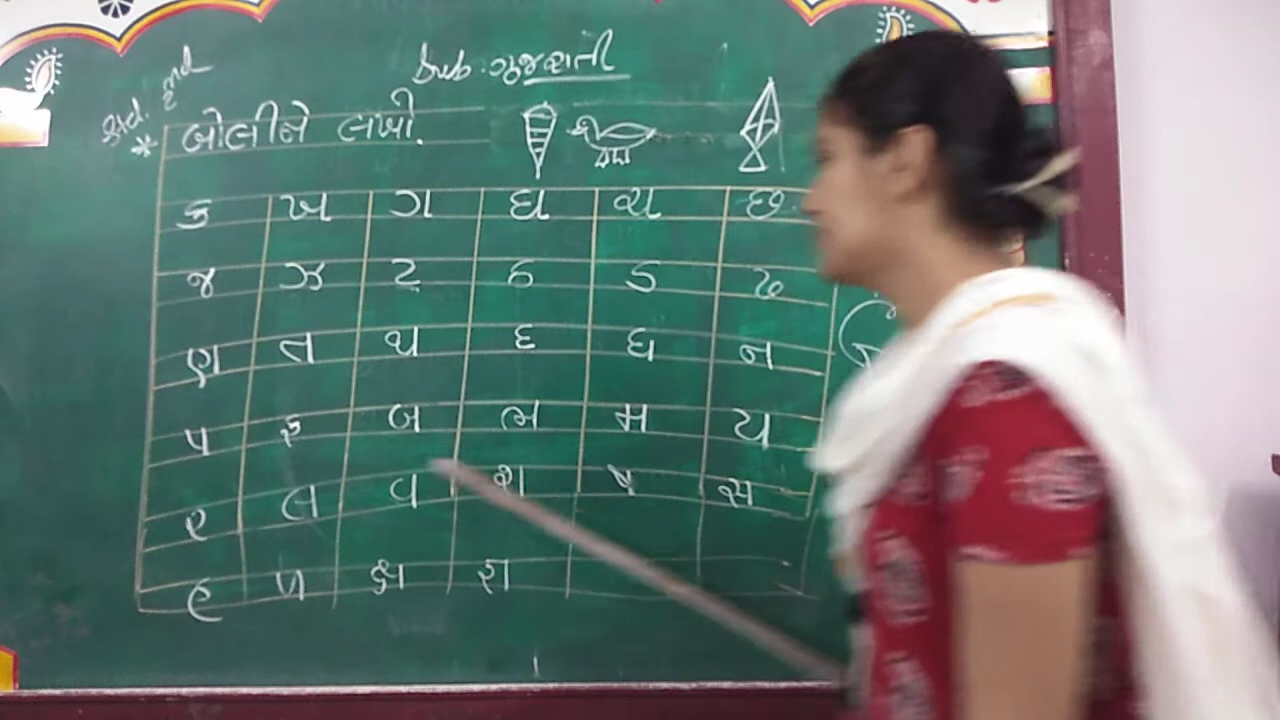 Sub. ગુજરાતી
Std. 2nd
* બોલીને લખો.
ક ખ ગ ઘ ચ છ
જ ઝ ટ ઠ ડ ઢ
ણ ત થ દ ધ ન
પ ફ બ ભ મ ય
ર લ વ શ ષ સ
હ ળ ક્ષ જ્ઞ